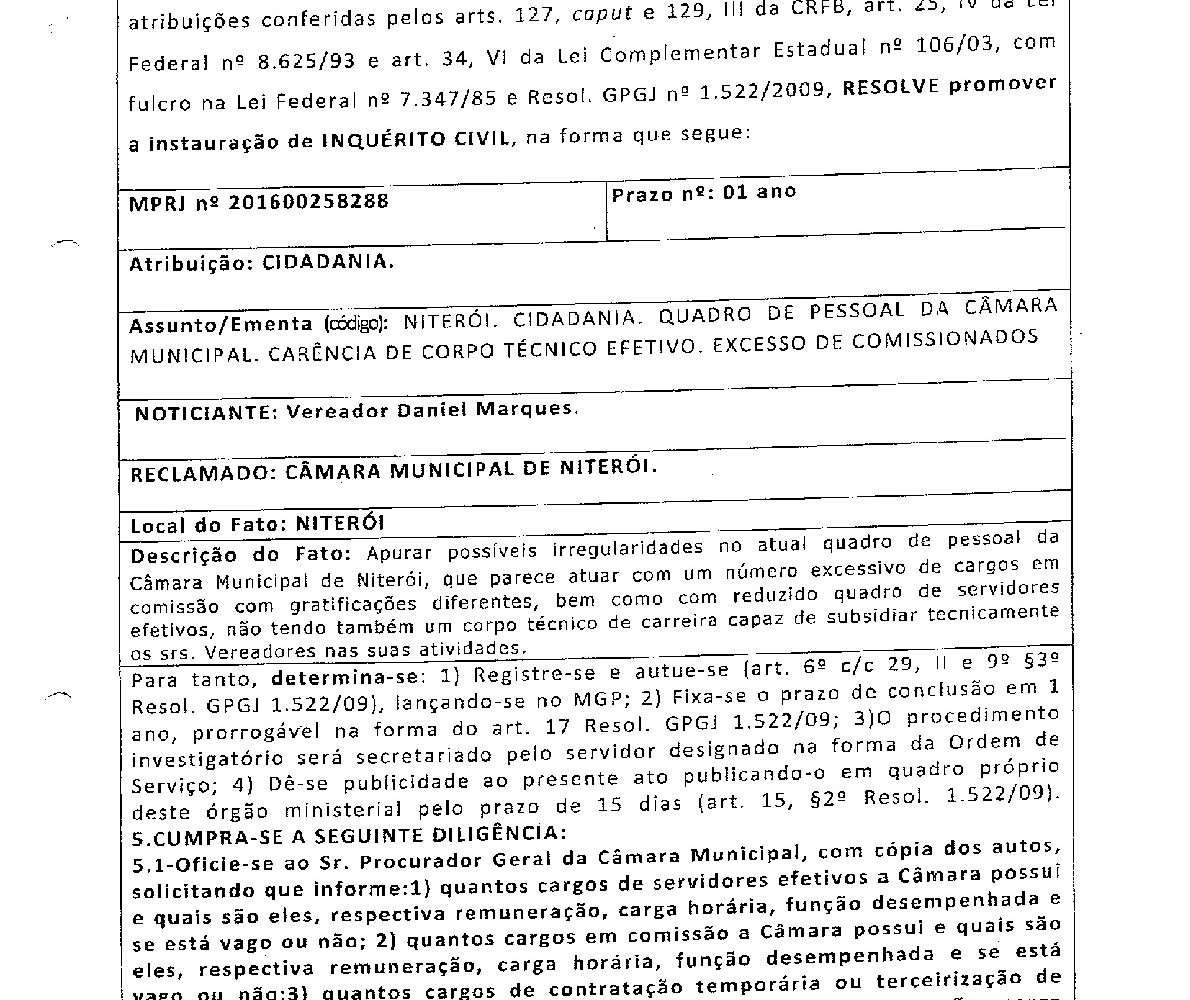 atribuições conferidas pelos arts. 127, caput e 129, III da CRFB, art. 25, IV da Lei
Federal nº 8.625/93 e art. 34, VI da Lei Complementar Estadual nº 106/03, com
fulcro na Lei Federal nº 7.347/85 e Resol. GPGJ nº 1.522/2009, RESOLVE promover
a instauração de INQUÉRITO CIVIL, na forma que segue:
MPRJ nº 201600258288
Prazo nº: 01 ano
Atribuição: CIDADANIA.
Assunto/Ementa (código): NITERÓI. CIDADANIA. QUADRO DE PESSOAL DA CÂMARA
MUNICIPAL. CARÊNCIA DE CORPO TÉCNICO EFETIVO. EXCESSO DE COMISSIONADOS
NOTICIANTE: Vereador Daniel Marques.
RECLAMADO: CÂMARA MUNICIPAL DE NITERÓI.
Local do Fato: NITERÓI
Descrição do Fato: Apurar possíveis irregularidades no atual quadro de pessoal da
Câmara Municipal de Niterói, que parece atuar com um número excessivo de cargos em
comissão com gratificações diferentes, bem como com reduzido quadro de servidores
efetivos, não tendo também um corpo técnico de carreira capaz de subsidiar tecnicamente
os srs. Vereadores nas suas atividades.
Para tanto, determina-se: 1) Registre-se e autue-se (art. 6º c/c 29, II e 9º §3º
Resol. GPGJ 1.522/09), lançando-se no MGP; 2) Fixa-se o prazo de conclusão em 1
ano, prorrogável na forma do art. 17 Resol. GPGJ 1.522/09; 3)O procedimento
investigatório será secretariado pelo servidor designado na forma da Ordem de
Serviço; 4) Dê-se publicidade ao presente ato publicando-o em quadro próprio
deste órgão ministerial pelo prazo de 15 dias (art. 15, §2º Resol. 1.522/09).
5.CUMPRA-SE A SEGUINTE DILIGÊNCIA:
5.1-Oficie-se ao Sr. Procurador Geral da Câmara Municipal, com cópia dos autos,
solicitando que informe:1) quantos cargos de servidores efetivos a Câmara possui
e quais são eles, respectiva remuneração, carga horária, função desempenhada e
se está vago ou não; 2) quantos cargos em comissão a Câmara possui e quais são
eles, respectiva remuneração, carga horária, função desempenhada e se está
vago ou não;3) quantos cargos de contratação temporária ou terceirização de